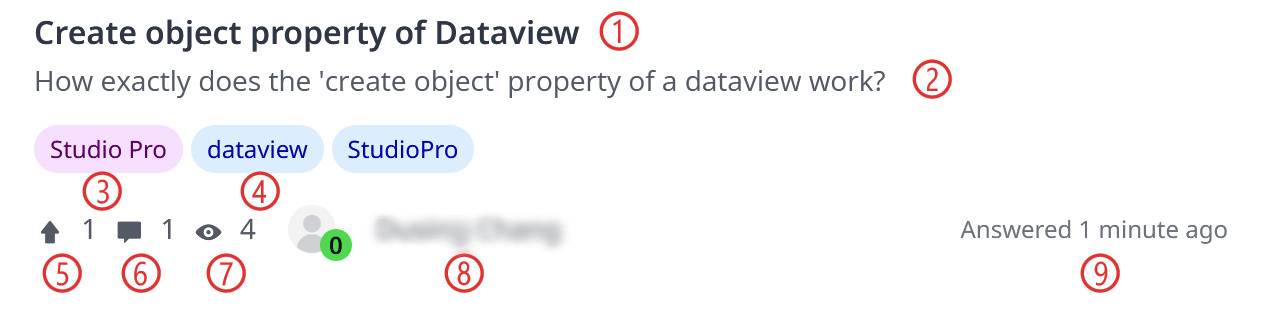 Create object property of Dataview ①
How exactly does the 'create object' property of a dataview work? ②
Studio Pro dataview StudioPro
③ ④
1 1 4 0 Answered 1 minute ago
⑤ ⑥ ⑦ ⑧ ⑨